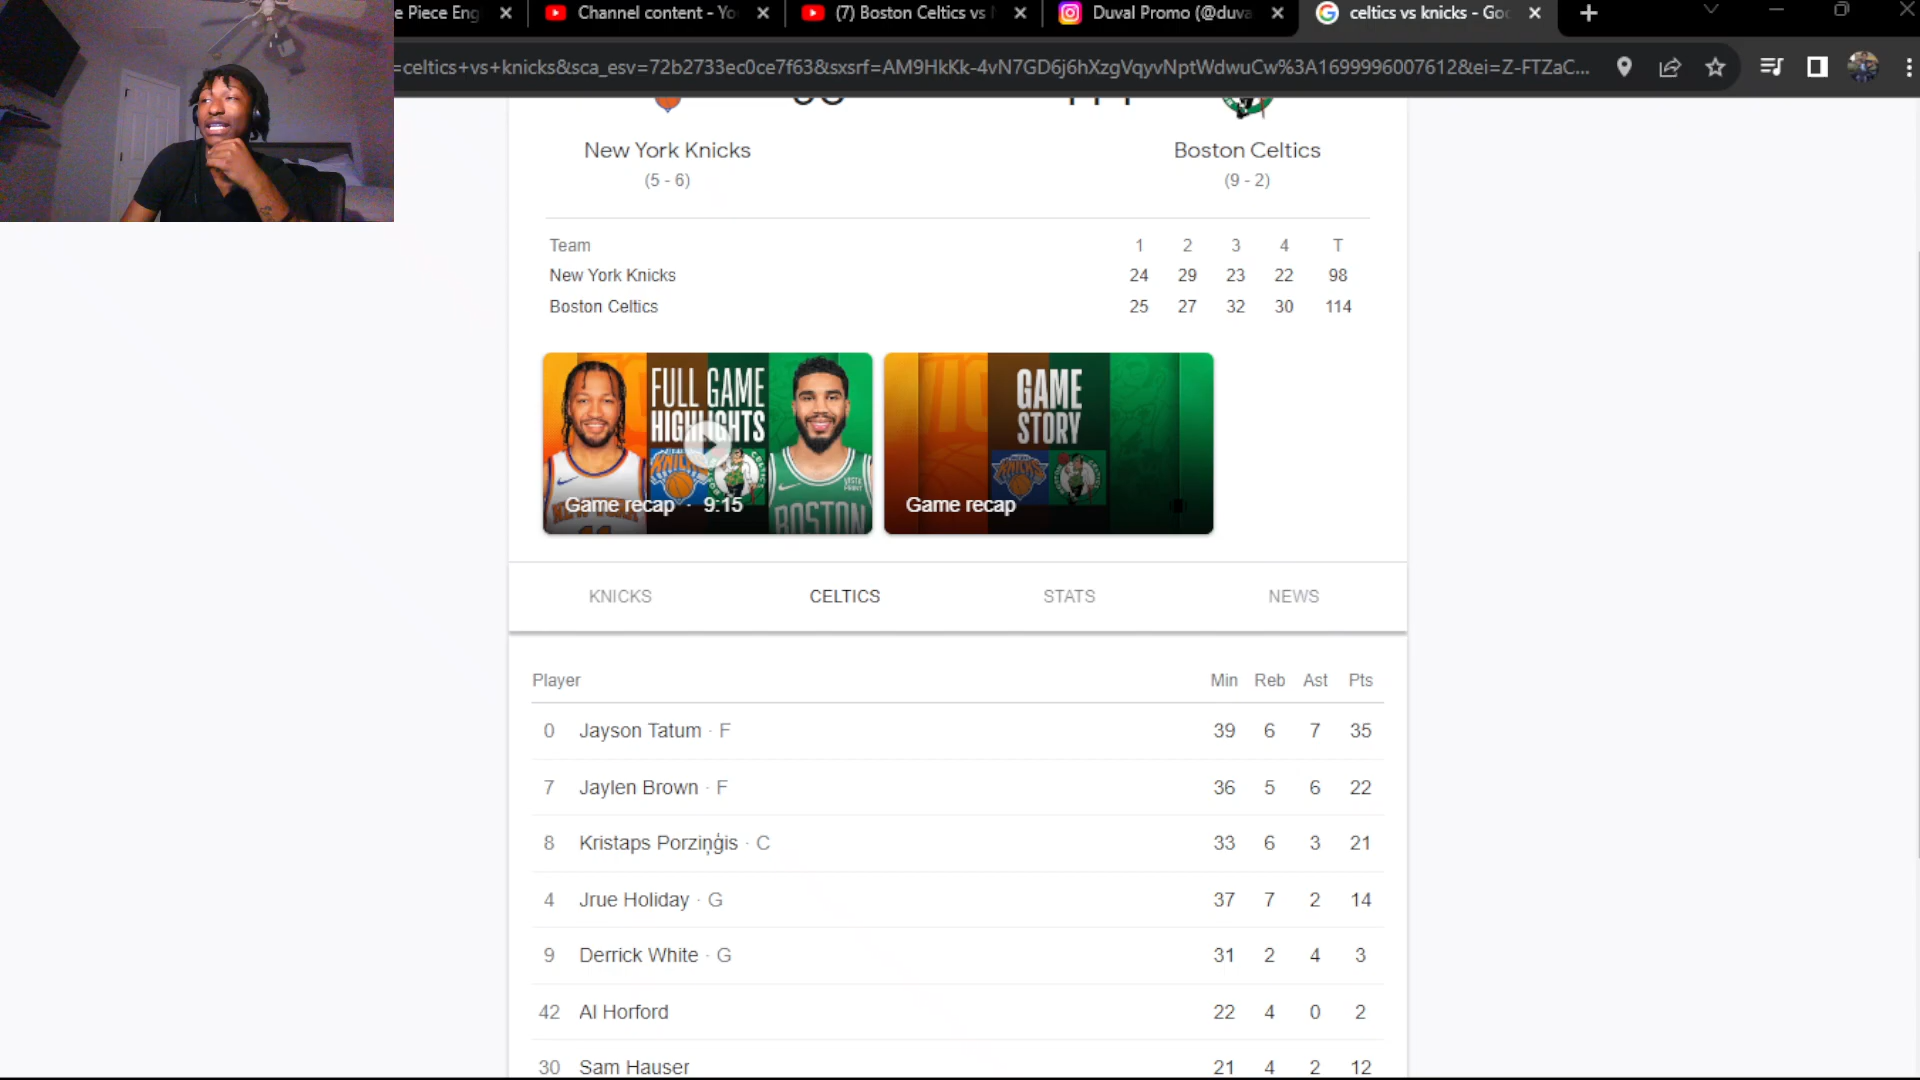 e Piece Eng
Channel content - Yo
(7) Boston Celtics vs N
Duval Promo (@duva
celtics vs knicks - Goo
=celtics+vs+knicks&sca_esv=72b2733ec0ce7f63&sxsrf=AM9HkKk-4vN7GD6j6hXzgVqyvNptWdwuCw%3A1699996007612&ei=Z-FTZaC...
New York Knicks
(5 - 6)
Boston Celtics
(9 - 2)
Team 1 2 3 4 T
New York Knicks 24 29 23 22 98
Boston Celtics 25 27 32 30 114
FULL GAME
HIGHLIGHTS
KNICKS
BOSTON
Game recap · 9:15
GAME
STORY
KNICKS
Game recap
KNICKS CELTICS STATS NEWS
Player Min Reb Ast Pts
0 Jayson Tatum · F 39 6 7 35
7 Jaylen Brown · F 36 5 6 22
8 Kristaps Porziņģis · C 33 6 3 21
4 Jrue Holiday · G 37 7 2 14
9 Derrick White · G 31 2 4 3
42 Al Horford 22 4 0 2
30 Sam Hauser 21 4 2 12